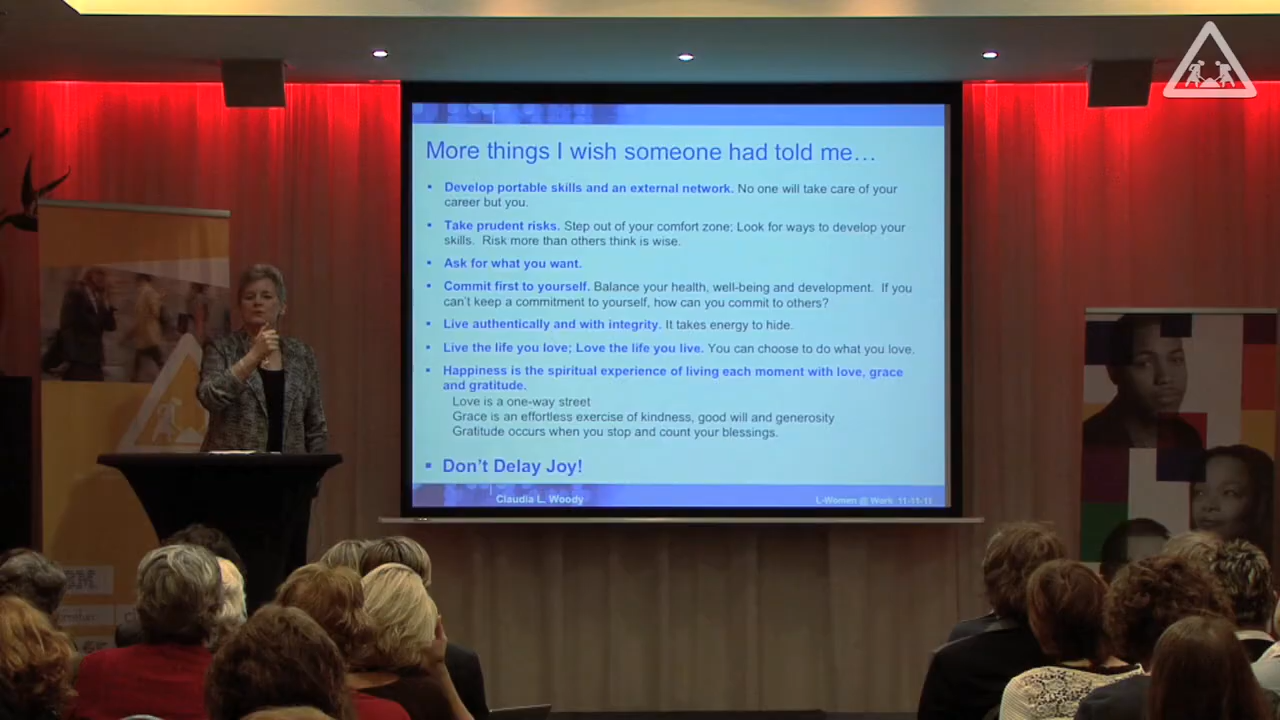 More things I wish someone had told me…
Develop portable skills and an external network. No one will take care of your
career but you.
Take prudent risks. Step out of your comfort zone; Look for ways to develop your
skills. Risk more than others think is wise.
Ask for what you want.
Commit first to yourself. Balance your health, well-being and development. If you
can't keep a commitment to yourself, how can you commit to others?
Live authentically and with integrity. It takes energy to hide.
Live the life you love; Love the life you live. You can choose to do what you love.
Happiness is the spiritual experience of living each moment with love, grace
and gratitude.
Love is a one-way street
Grace is an effortless exercise of kindness, good will and generosity
Gratitude occurs when you stop and count your blessings.
Don't Delay Joy!
Claudia L. Woody
L-Women @ Work 11-11-11
IBM